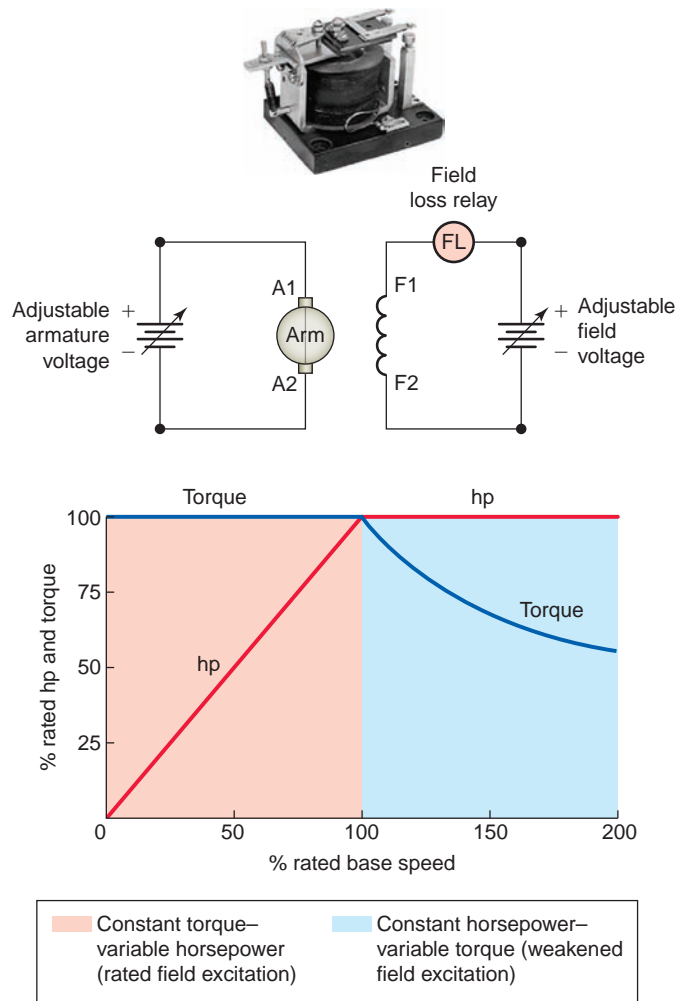 Field
loss relay
FL
A1
F1
Adjustable
armature
voltage
+
−
Arm
+
−
Adjustable
field
voltage
A2
F2
Torque
hp
100
75
50
25
0
% rated hp and torque
hp
Torque
50
100
150
200
% rated base speed
Constant torque–
variable horsepower
(rated field excitation)
Constant horsepower–
variable torque (weakened
field excitation)